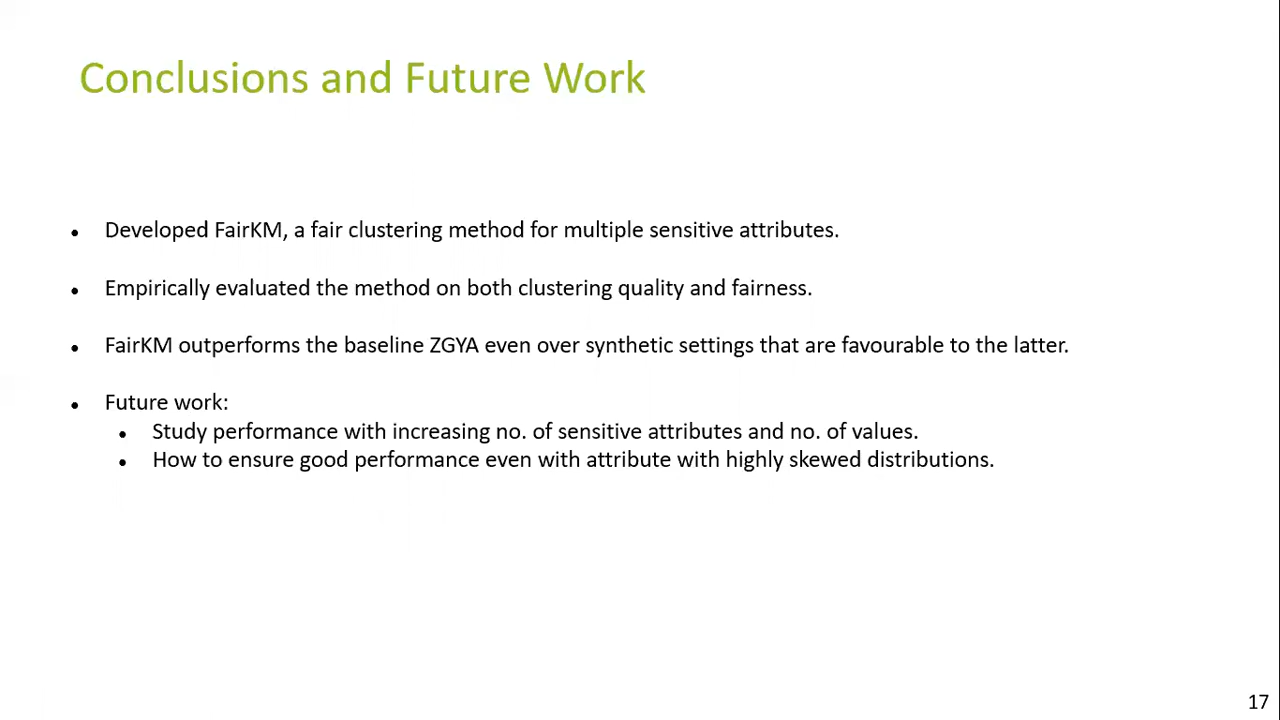 Conclusions and Future Work
• Developed FairKM, a fair clustering method for multiple sensitive attributes.
• Empirically evaluated the method on both clustering quality and fairness.
• FairKM outperforms the baseline ZGYA even over synthetic settings that are favourable to the latter.
• Future work:
• Study performance with increasing no. of sensitive attributes and no. of values.
• How to ensure good performance even with attribute with highly skewed distributions.
17